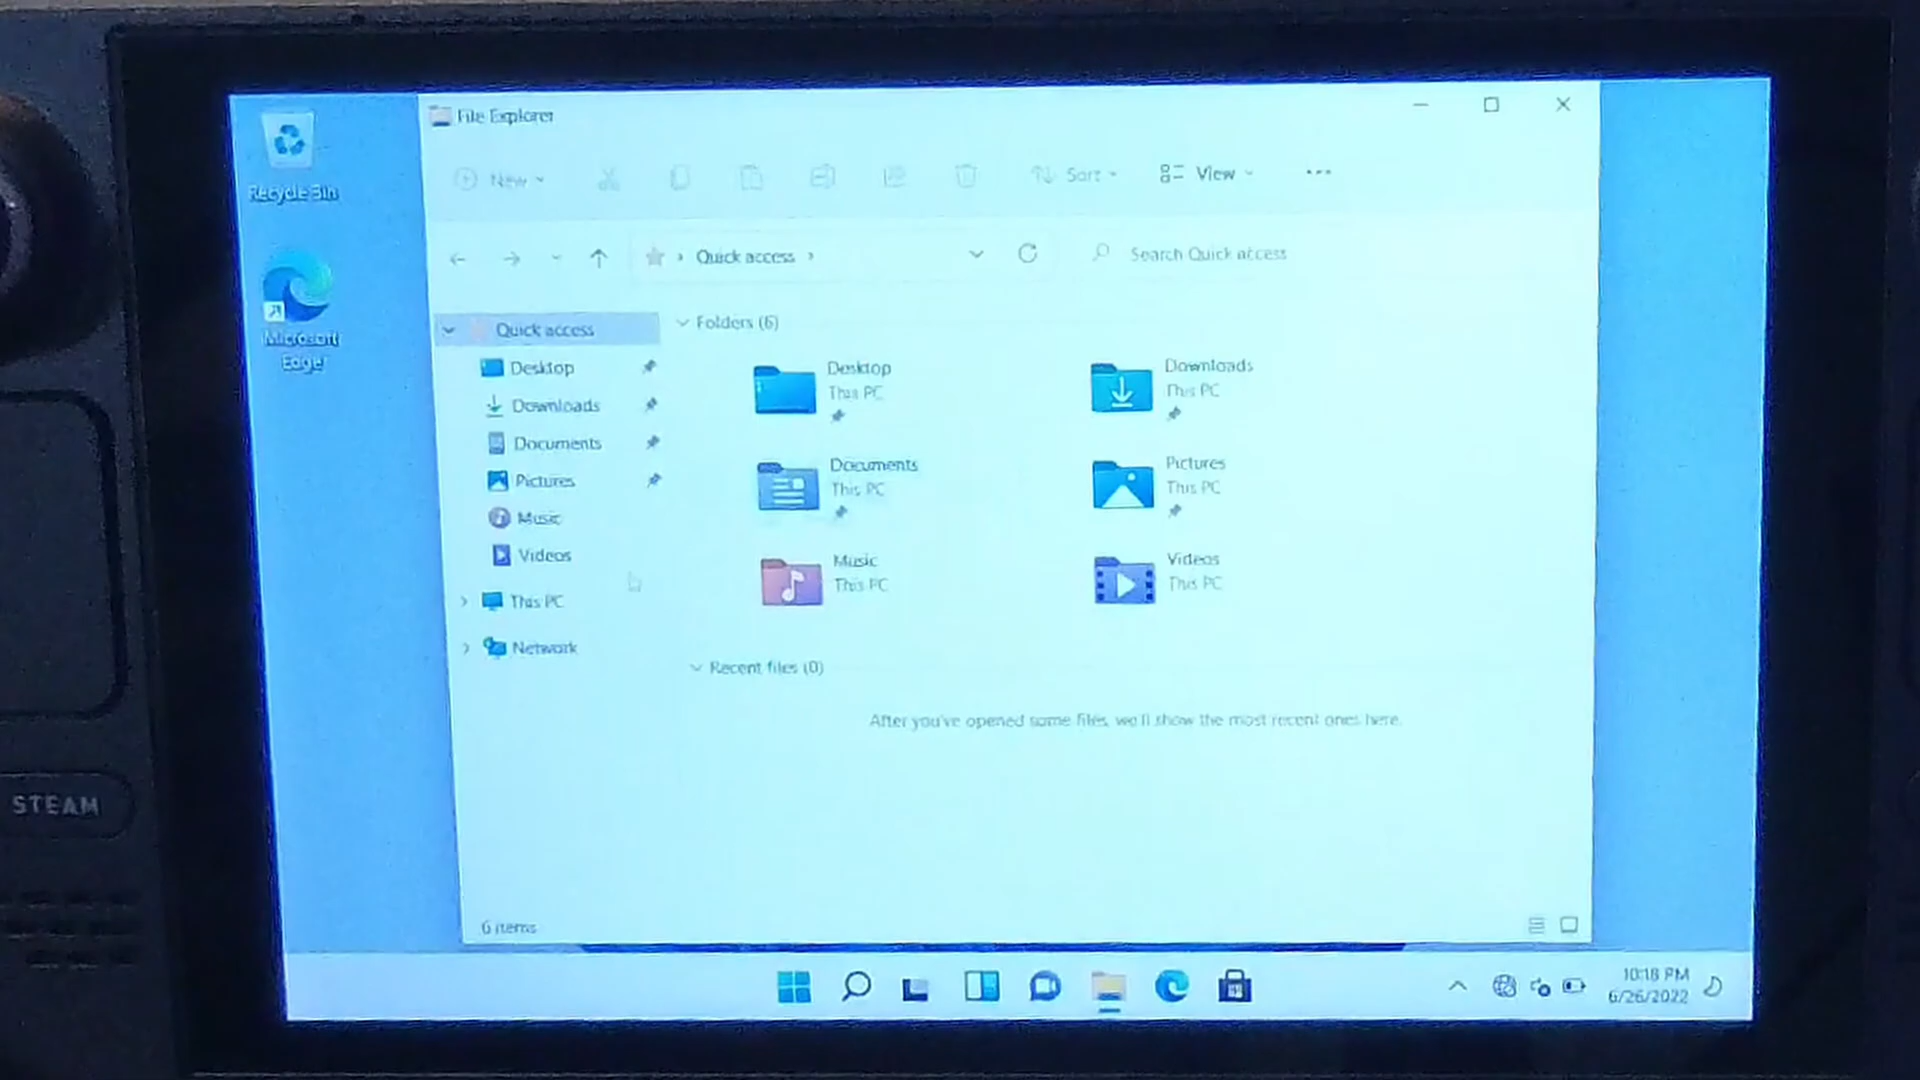 File Explorer
New
Sort
View
Quick access
Search Quick access
Recycle Bin
Microsoft
Edge
Quick access
Desktop
Downloads
Documents
Pictures
Music
Videos
This PC
Network
Folders (6)
Desktop
This PC
Downloads
This PC
Documents
This PC
Pictures
This PC
Music
This PC
Videos
This PC
Recent files (0)
After you've opened some files, we'll show the most recent ones here.
6 items
STEAM
10:18 PM
6/26/2022